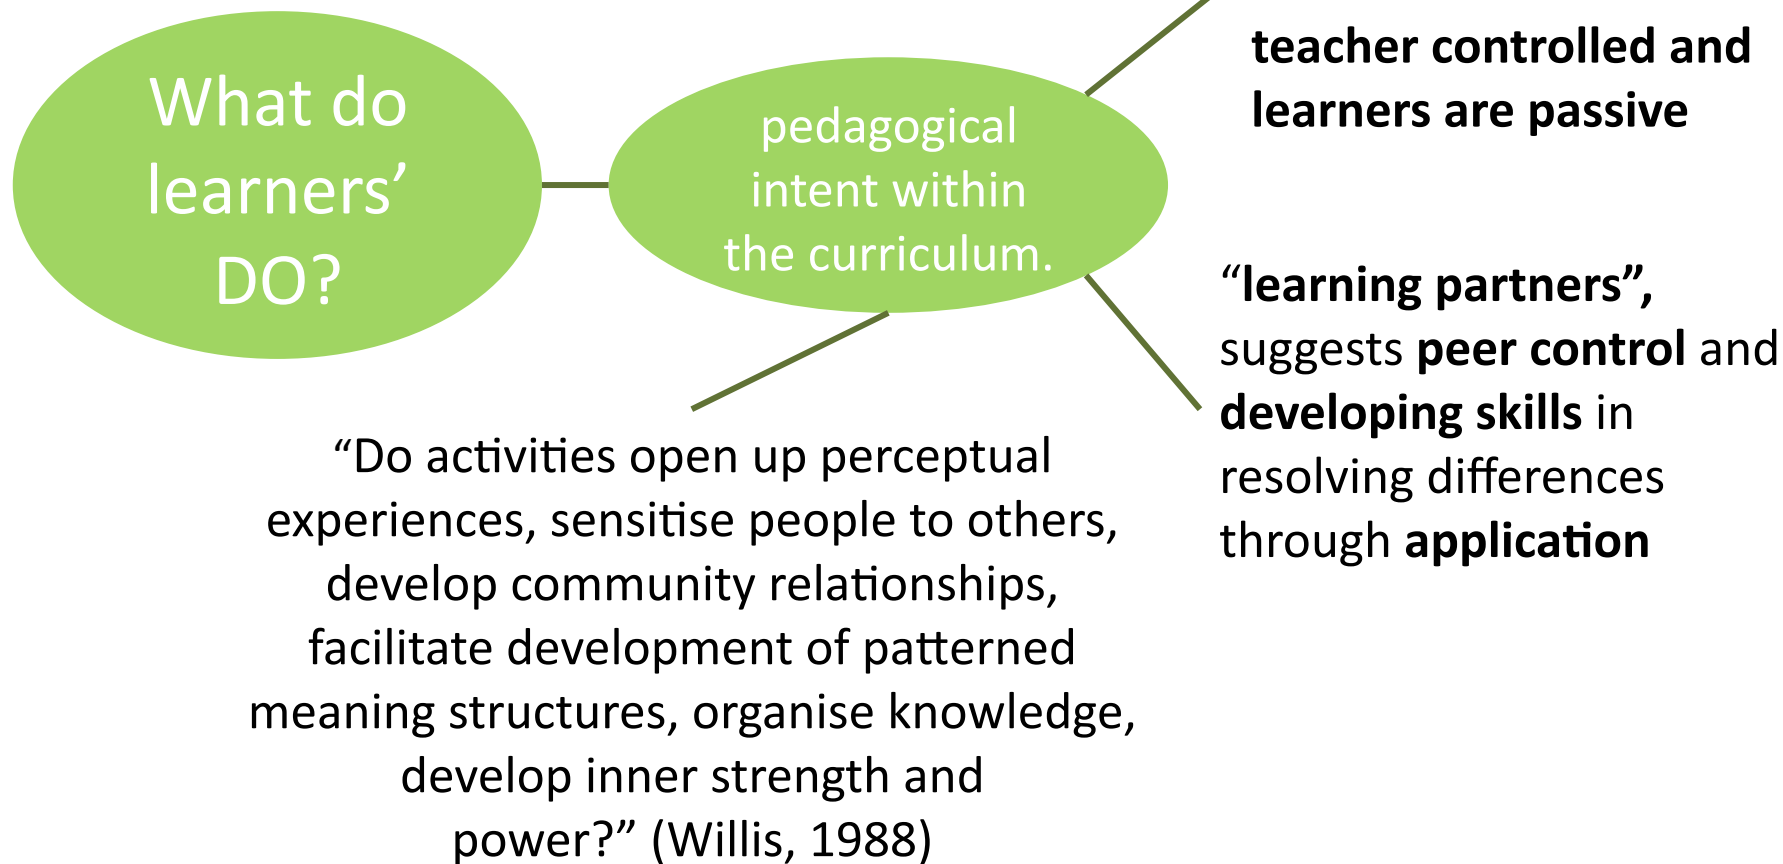 What do
learners’
DO?
pedagogical
intent within
the curriculum.
teacher controlled and
learners are passive
“learning partners”,
suggests peer control and
developing skills in
resolving differences
through application
“Do activities open up perceptual
experiences, sensitise people to others,
develop community relationships,
facilitate development of patterned
meaning structures, organise knowledge,
develop inner strength and
power?” (Willis, 1988)